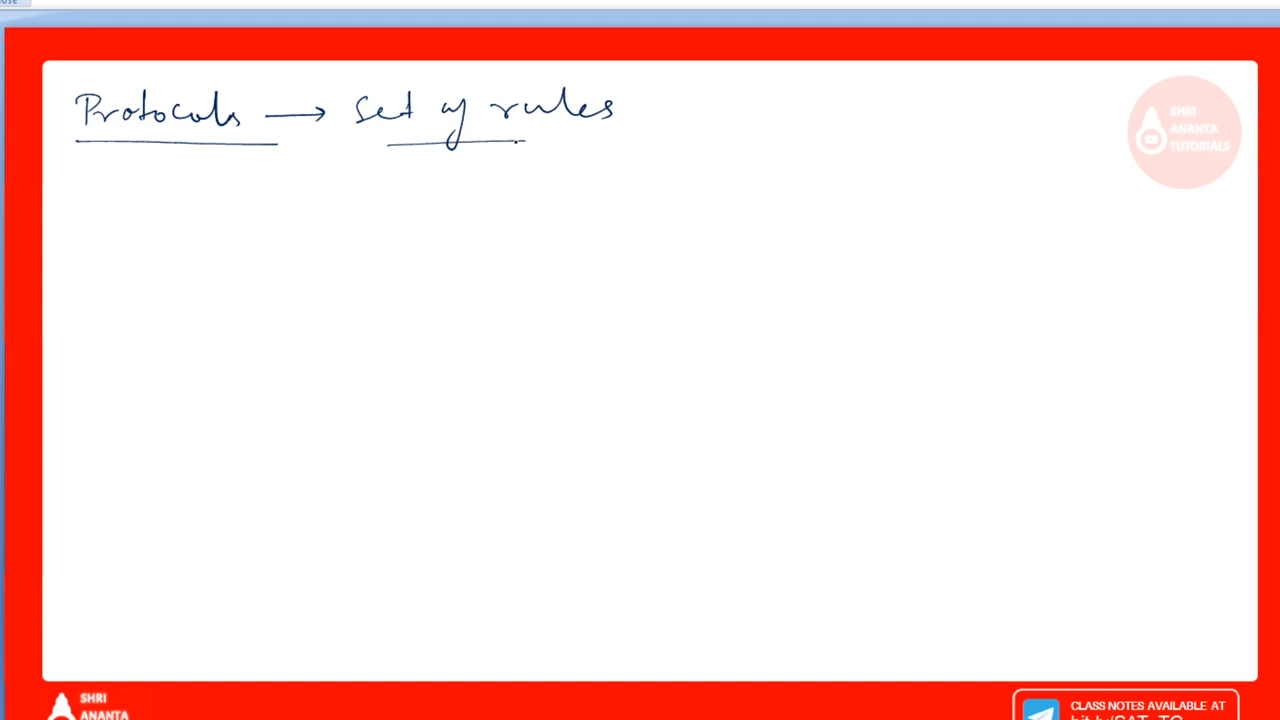 Protocols → Set of rules
SHRI
ANANTA
TUTORIALS
SHRI
ANANTA
CLASS NOTES AVAILABLE AT